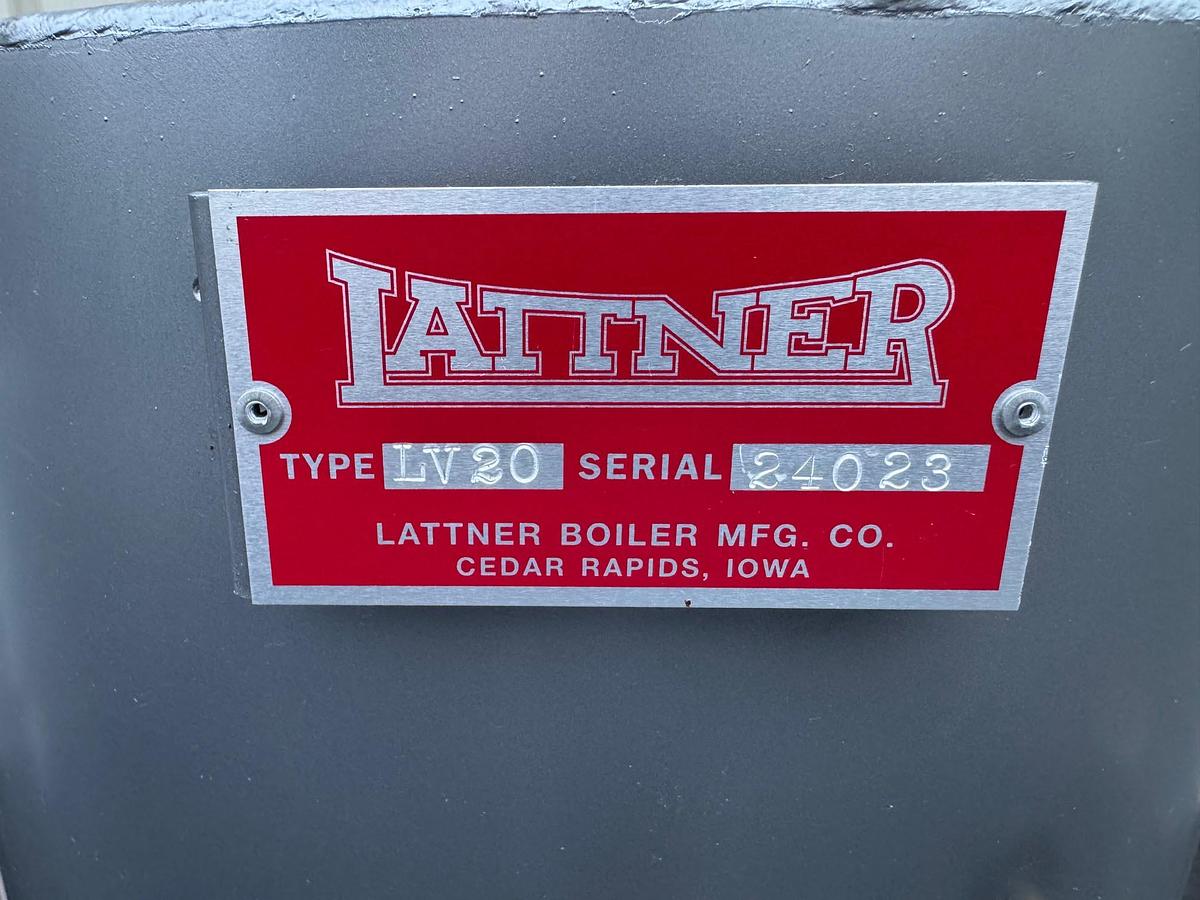 LATTNER
TYPE LV20 SERIAL 24023
LATTNER BOILER MFG. CO.
CEDAR RAPIDS, IOWA